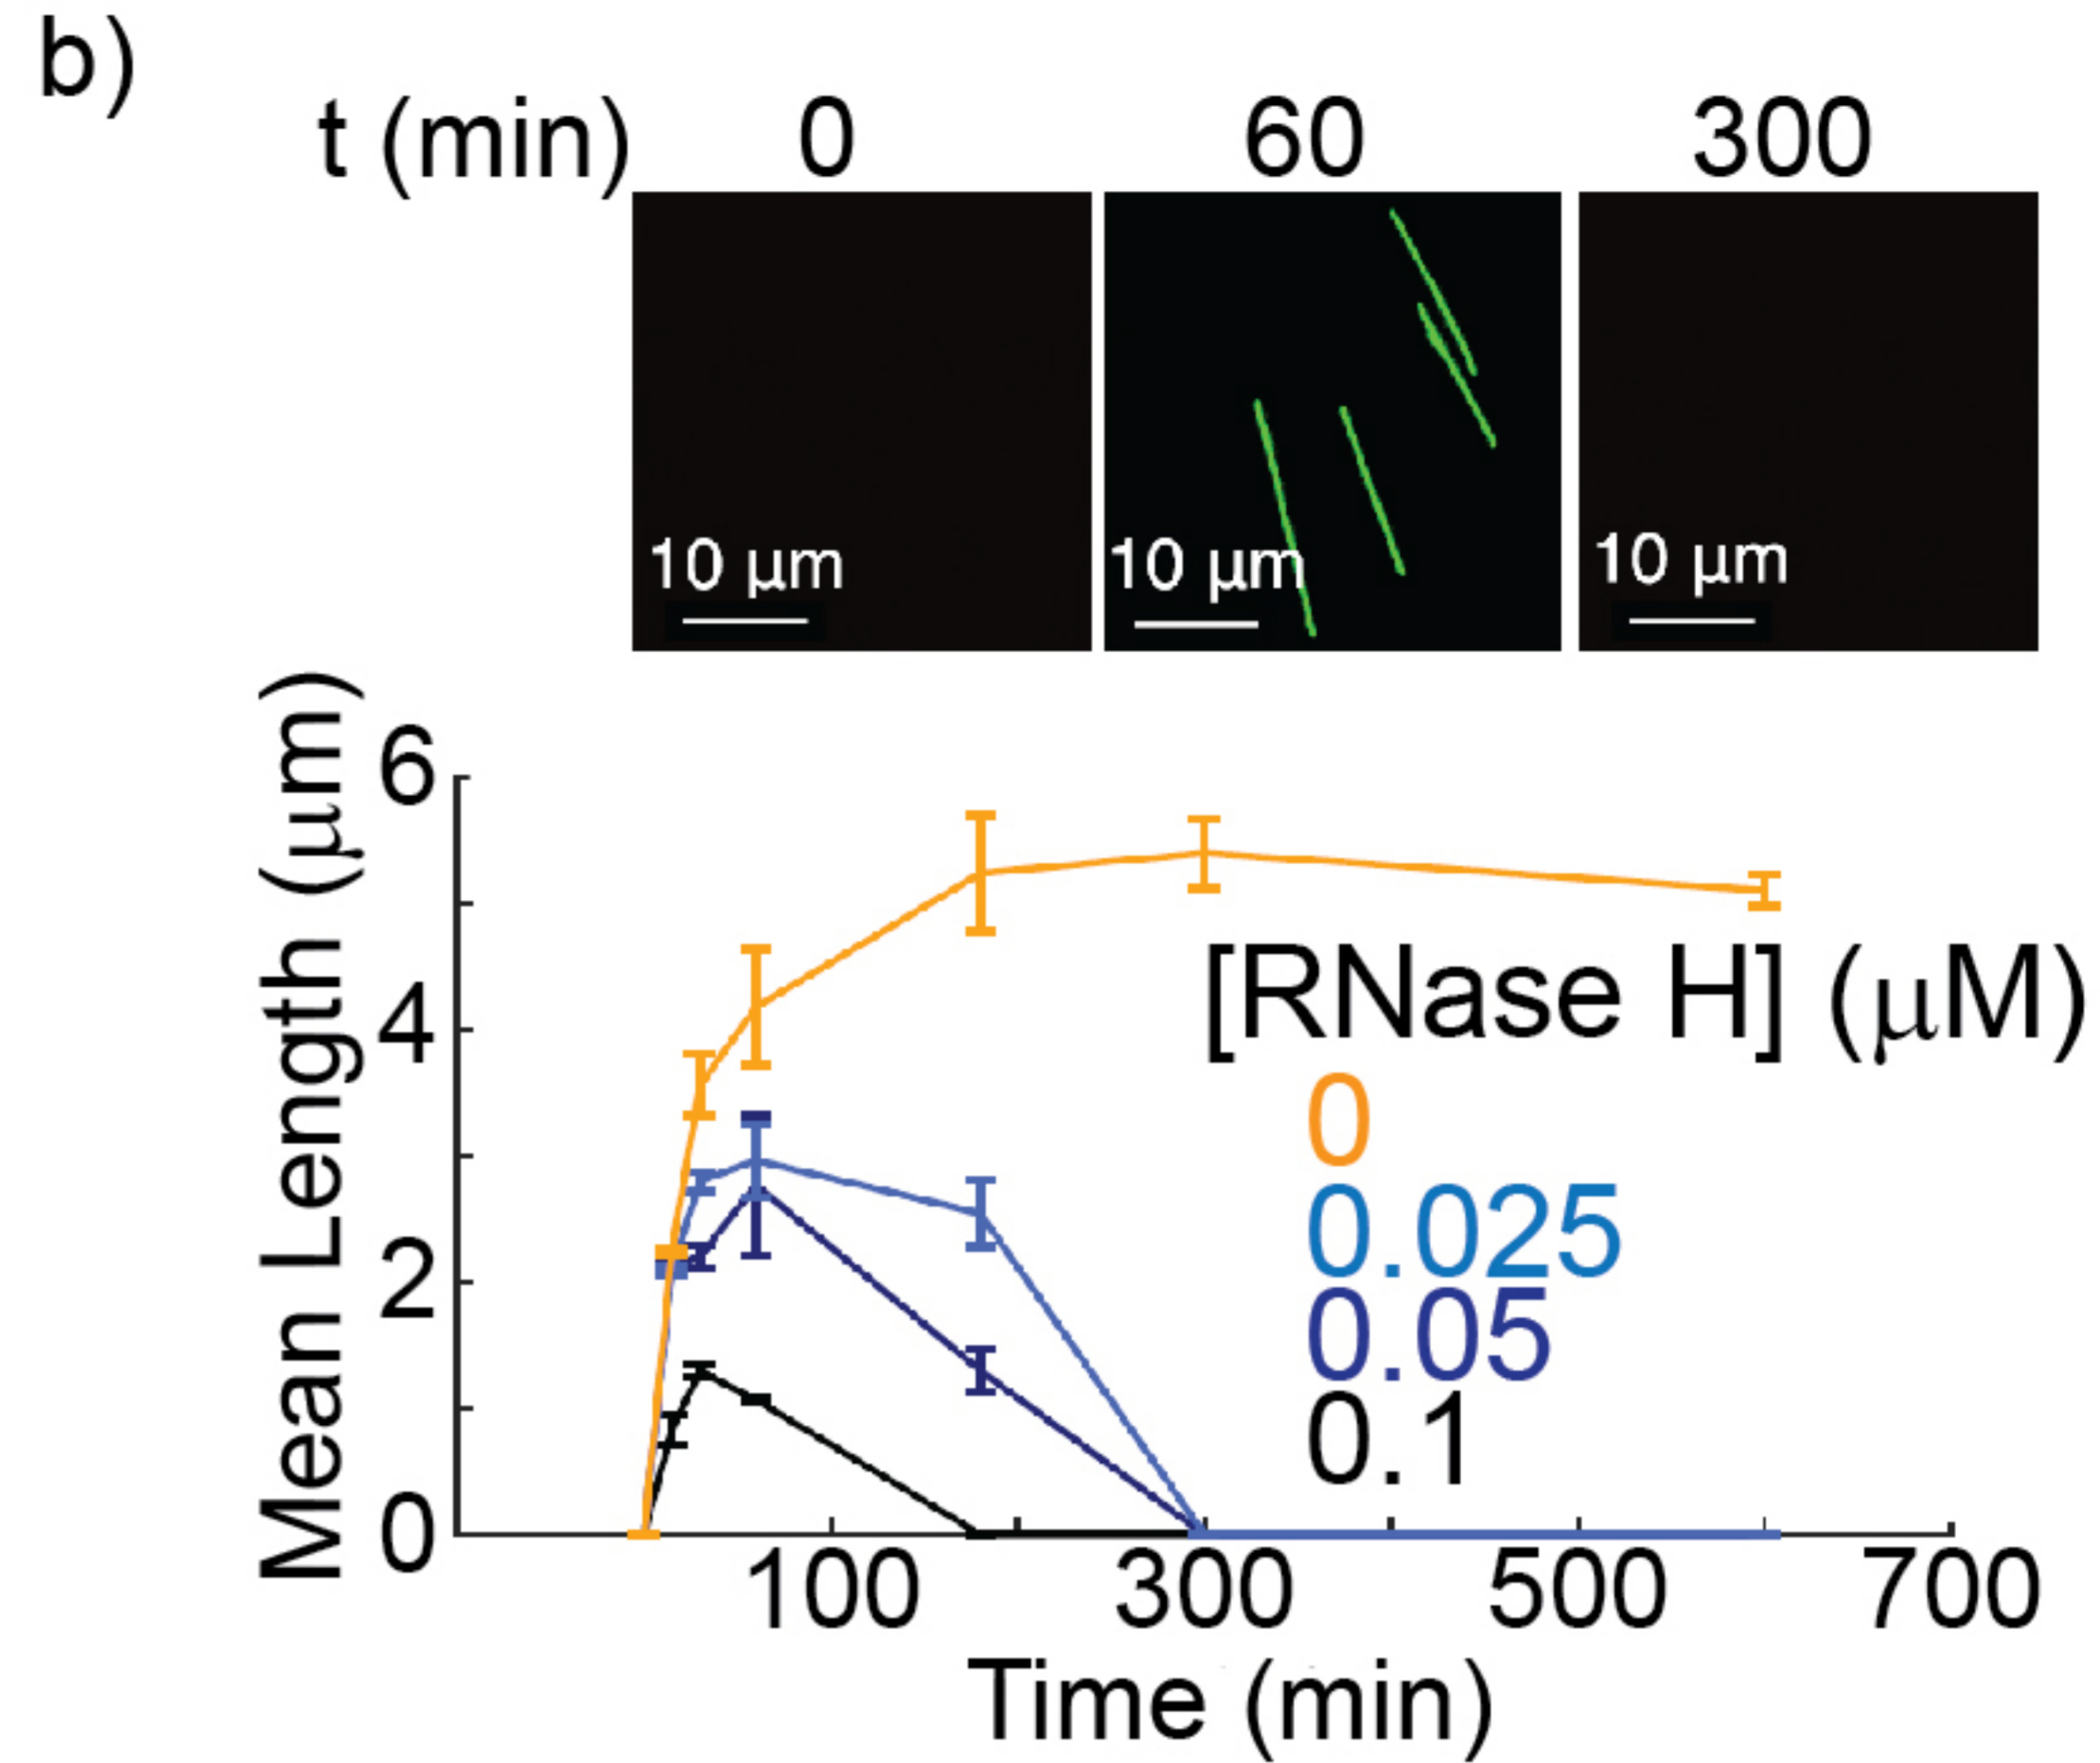 b)
t (min) 0 60 300
10 μm 10 μm 10 μm
Mean Length (μm)
6
4
2
0
[RNase H] (μM)
0
0.025
0.05
0.1
100 300 500 700
Time (min)